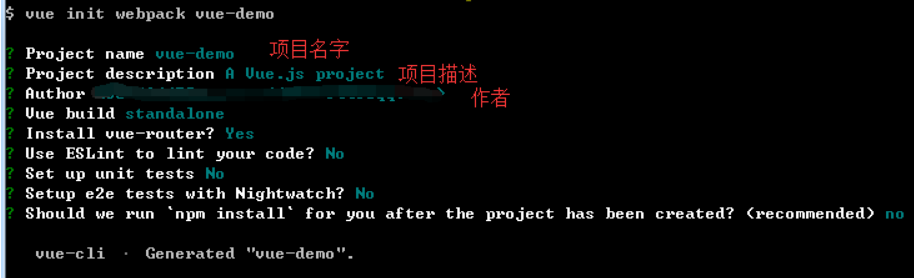 $ vue init webpack vue-demo
? Project name vue-demo 项目名字
? Project description A Vue.js project 项目描述
? Author 作者
? Vue build standalone
? Install vue-router? Yes
? Use ESLint to lint your code? No
? Set up unit tests No
? Setup e2e tests with Nightwatch? No
? Should we run `npm install` for you after the project has been created? (recommended) no
vue-cli · Generated "vue-demo".